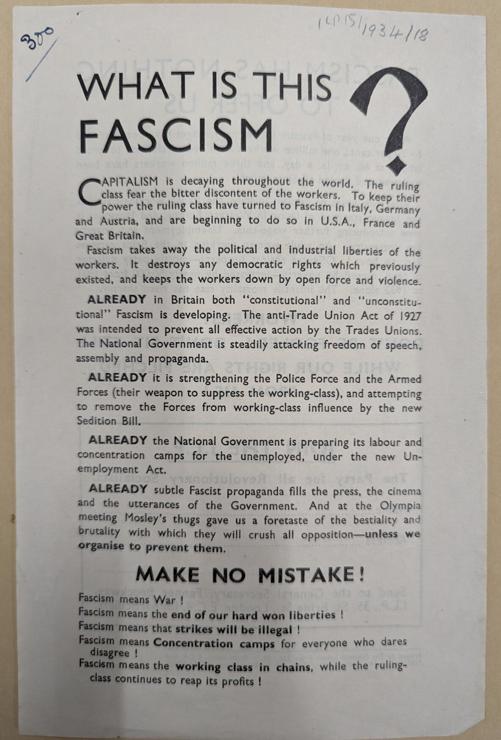 300
ILP 15/1934/18
WHAT IS THIS
FASCISM ?
CAPITALISM is decaying throughout the world. The ruling
class fear the bitter discontent of the workers. To keep their
power the ruling class have turned to Fascism in Italy, Germany
and Austria, and are beginning to do so in U.S.A., France and
Great Britain.
Fascism takes away the political and industrial liberties of the
workers. It destroys any democratic rights which previously
existed, and keeps the workers down by open force and violence.
ALREADY in Britain both "constitutional" and "unconstitu-
tional" Fascism is developing. The anti-Trade Union Act of 1927
was intended to prevent all effective action by the Trades Unions.
The National Government is steadily attacking freedom of speech,
assembly and propaganda.
ALREADY it is strengthening the Police Force and the Armed
Forces (their weapon to suppress the working-class), and attempting
to remove the Forces from working-class influence by the new
Sedition Bill.
ALREADY the National Government is preparing its labour and
concentration camps for the unemployed, under the new Un-
employment Act.
ALREADY subtle Fascist propaganda fills the press, the cinema
and the utterances of the Government. And at the Olympia
meeting Mosley's thugs gave us a foretaste of the bestiality and
brutality with which they will crush all opposition—unless we
organise to prevent them.
MAKE NO MISTAKE!
Fascism means War !
Fascism means the end of our hard won liberties !
Fascism means that strikes will be illegal !
Fascism means Concentration camps for everyone who dares
disagree !
Fascism means the working class in chains, while the ruling-
class continues to reap its profits !